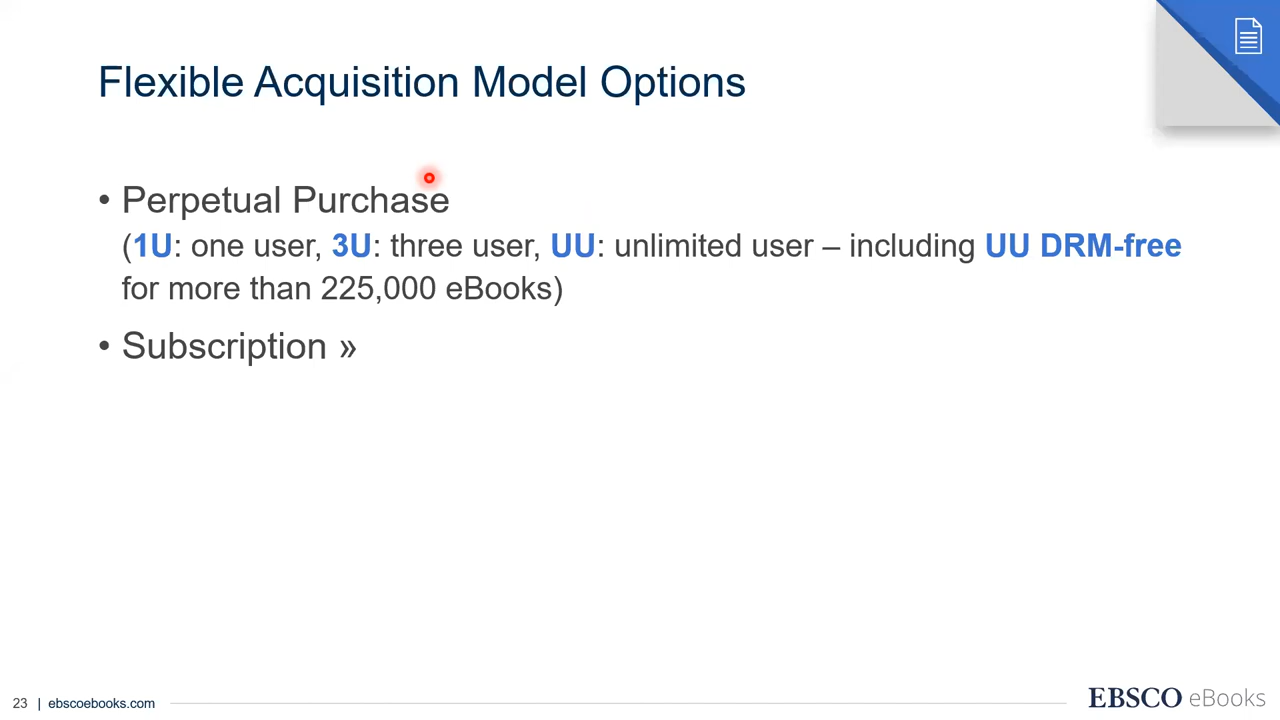 Flexible Acquisition Model Options
• Perpetual Purchase
(1U: one user, 3U: three user, UU: unlimited user – including UU DRM-free
for more than 225,000 eBooks)
• Subscription »
23 | ebscoebooks.com
EBSCO eBooks